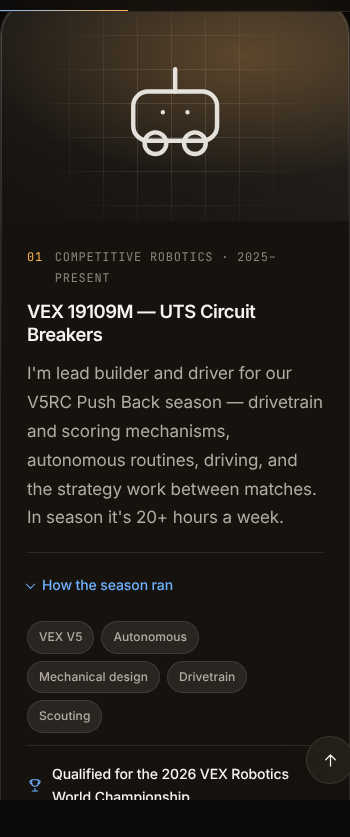 01 COMPETITIVE ROBOTICS · 2025–
PRESENT
VEX 19109M — UTS Circuit
Breakers
I'm lead builder and driver for our
V5RC Push Back season — drivetrain
and scoring mechanisms,
autonomous routines, driving, and
the strategy work between matches.
In season it's 20+ hours a week.
How the season ran
VEX V5 Autonomous
Mechanical design Drivetrain
Scouting
Qualified for the 2026 VEX Robotics
World Championship